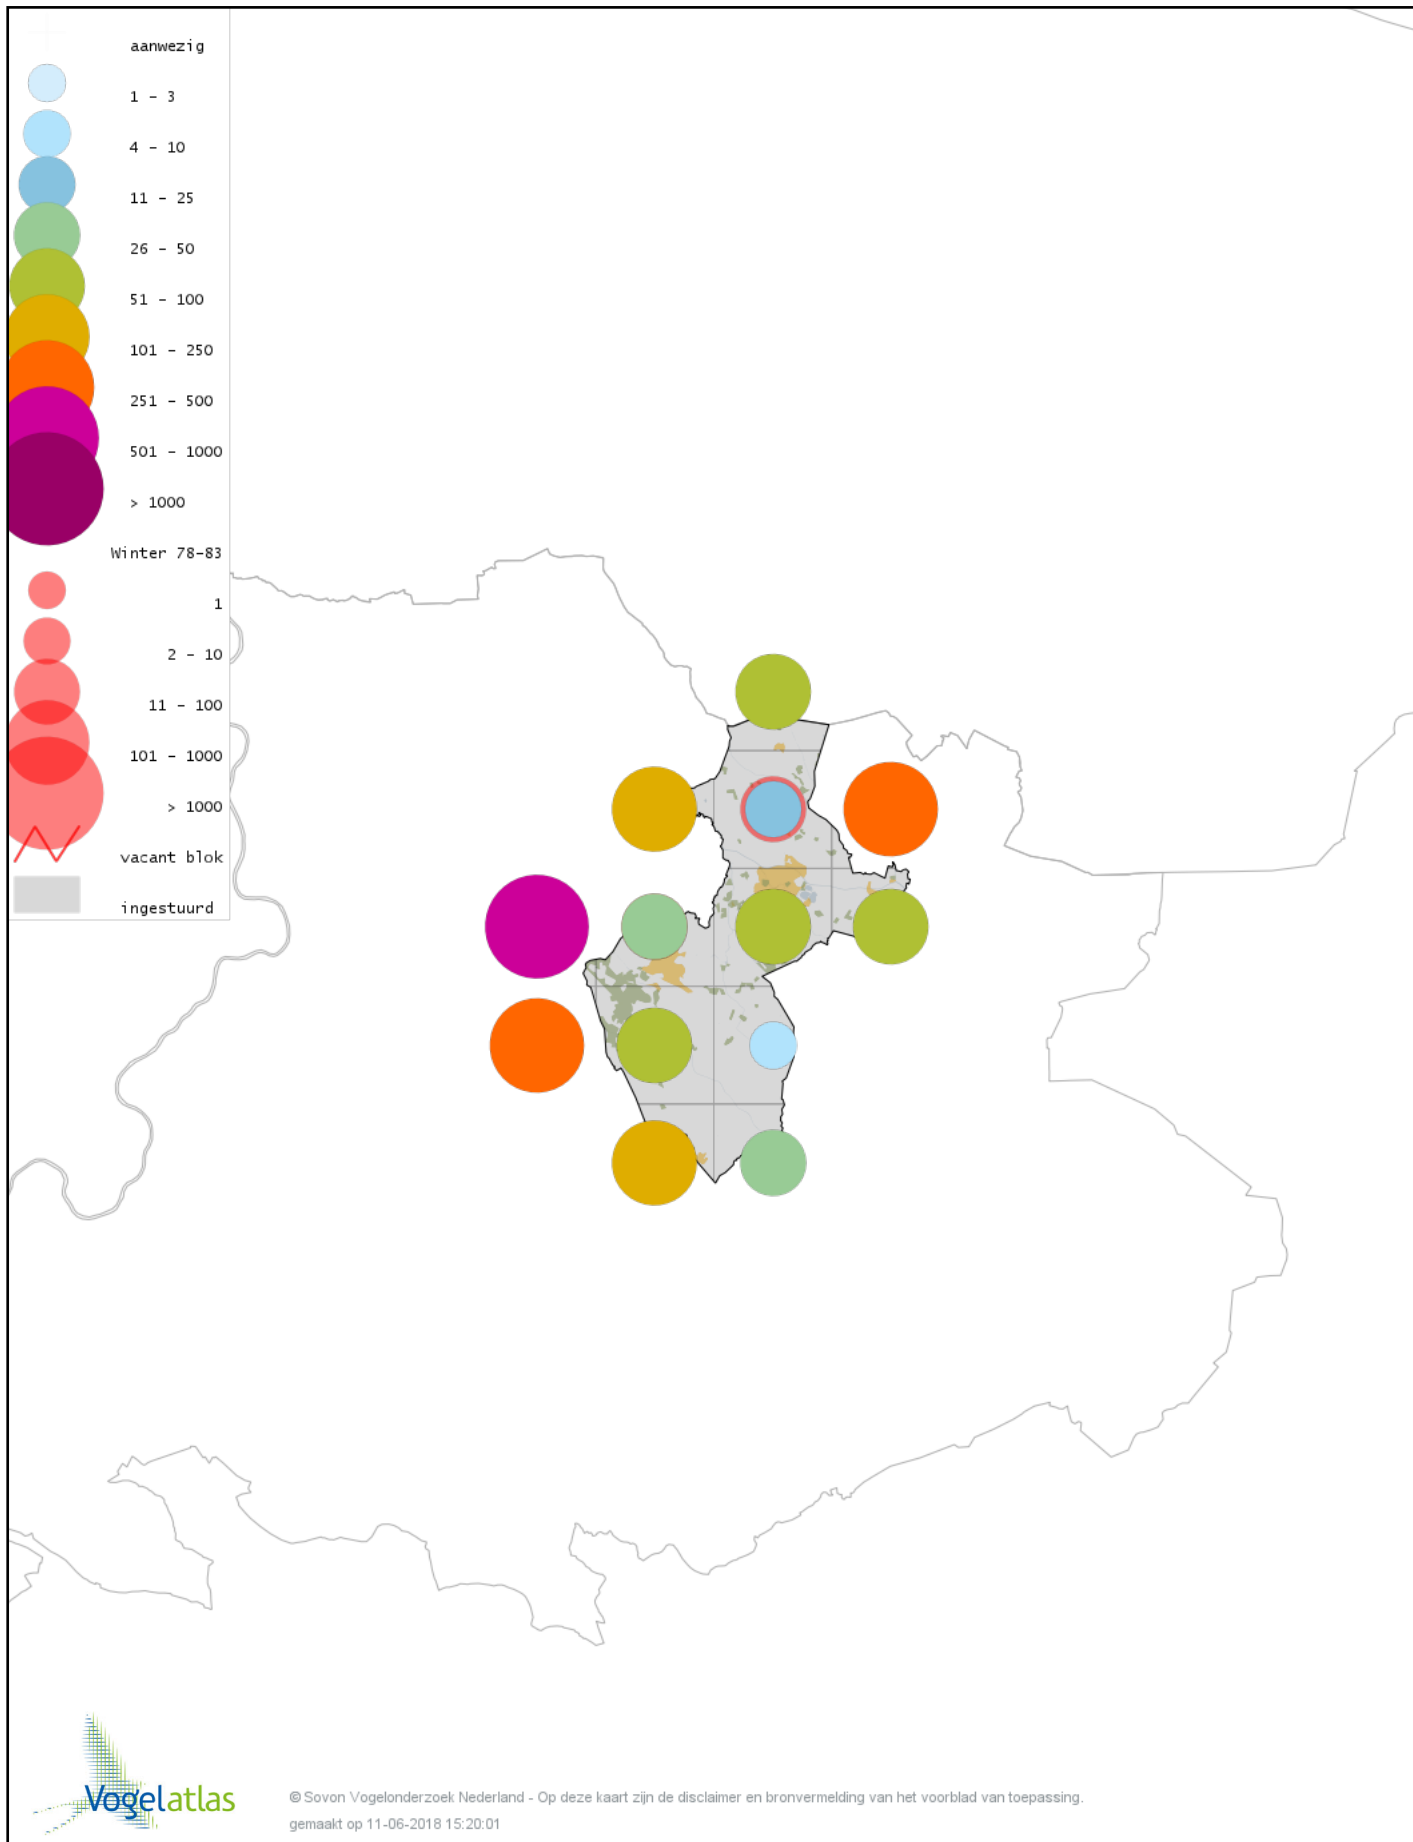 aanwezig
1 - 3
4 - 10
11 - 25
26 - 50
51 - 100
101 - 250
251 - 500
501 - 1000
> 1000
Winter 78-83
1
2 - 10
11 - 100
101 - 1000
> 1000
vacant blok
ingestuurd
Vogelatlas
© Sovon Vogelonderzoek Nederland - Op deze kaart zijn de disclaimer en bronvermelding van het voorblad van toepassing.
gemaakt op 11-06-2018 15:20:01